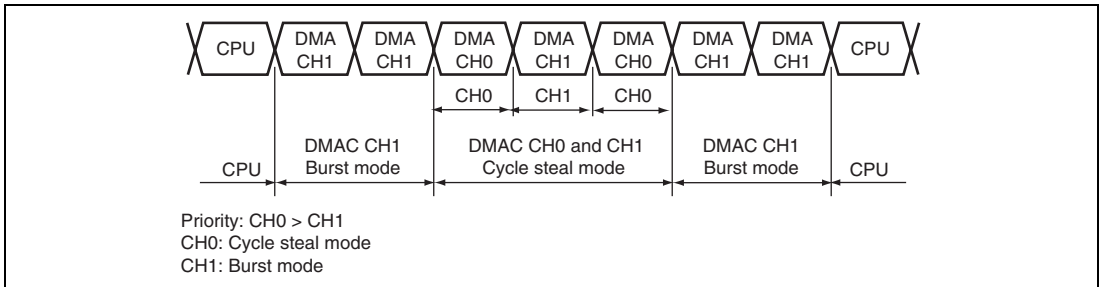 CPU DMA CH1 DMA CH1 DMA CH0 DMA CH1 DMA CH0 DMA CH1 DMA CH1 CPU
CH0 CH1 CH0
CPU DMAC CH1 Burst mode DMAC CH0 and CH1 Cycle steal mode DMAC CH1 Burst mode CPU
Priority: CH0 > CH1
CH0: Cycle steal mode
CH1: Burst mode